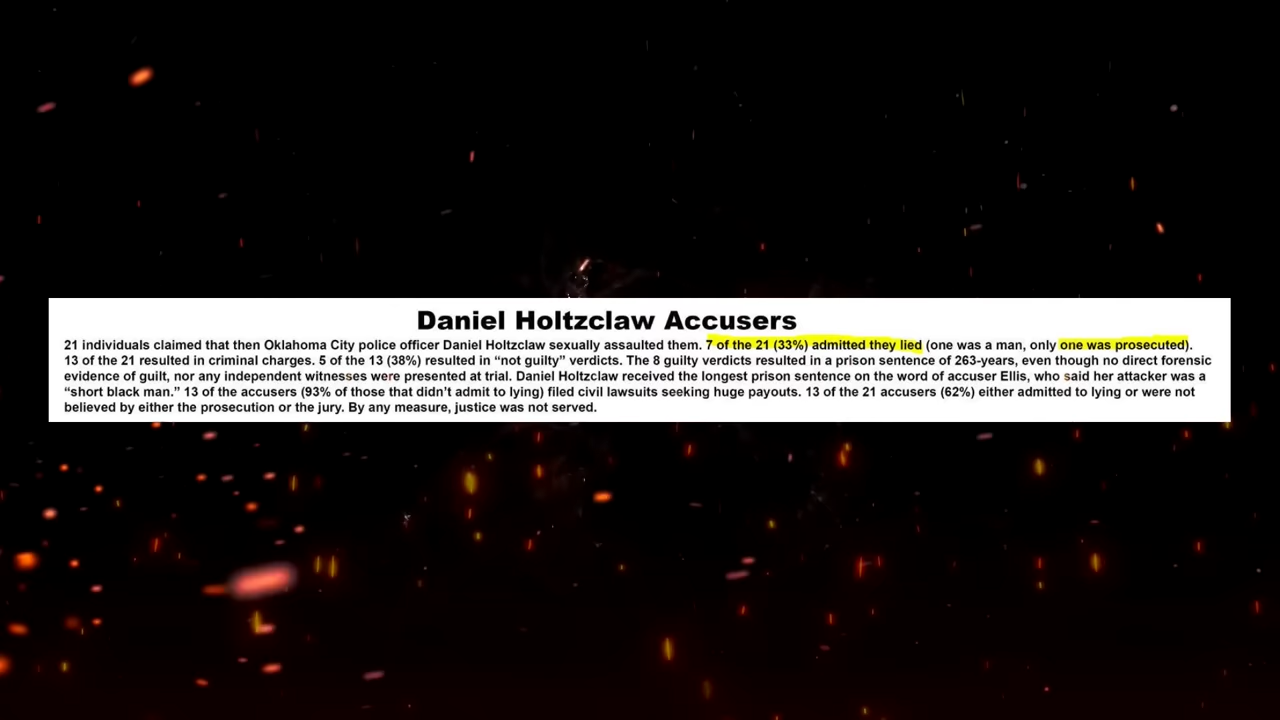 Daniel Holtzclaw Accusers
21 individuals claimed that then Oklahoma City police officer Daniel Holtzclaw sexually assaulted them. 7 of the 21 (33%) admitted they lied (one was a man, only one was prosecuted).
13 of the 21 resulted in criminal charges. 5 of the 13 (38%) resulted in “not guilty” verdicts. The 8 guilty verdicts resulted in a prison sentence of 263-years, even though no direct forensic
evidence of guilt, nor any independent witnesses were presented at trial. Daniel Holtzclaw received the longest prison sentence on the word of accuser Ellis, who said her attacker was a
“short black man.” 13 of the accusers (93% of those that didn’t admit to lying) filed civil lawsuits seeking huge payouts. 13 of the 21 accusers (62%) either admitted to lying or were not
believed by either the prosecution or the jury. By any measure, justice was not served.